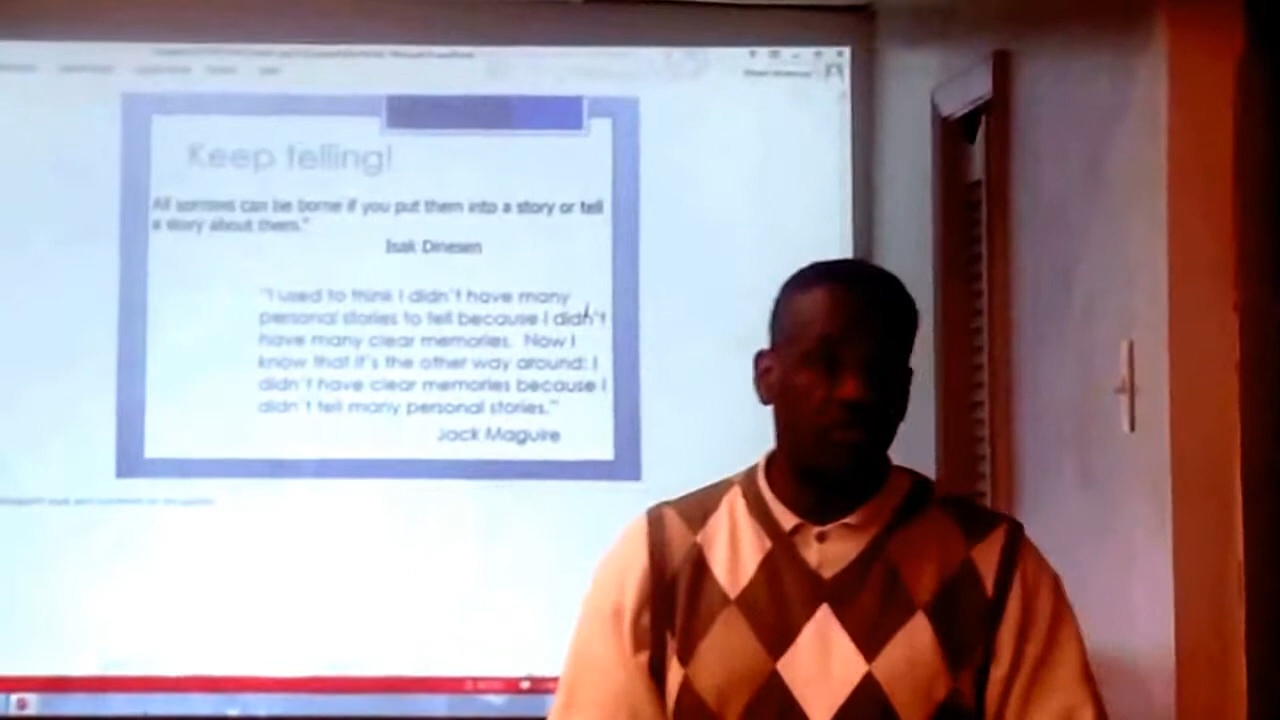 Keep telling!
All sorrows can be borne if you put them into a story or tell
a story about them."
Isak Dinesen
"I used to think I didn't have many
personal stories to tell because I didn't
have many clear memories. Now I
know that it's the other way around: I
didn't have clear memories because I
didn't tell many personal stories."
Jack Maguire